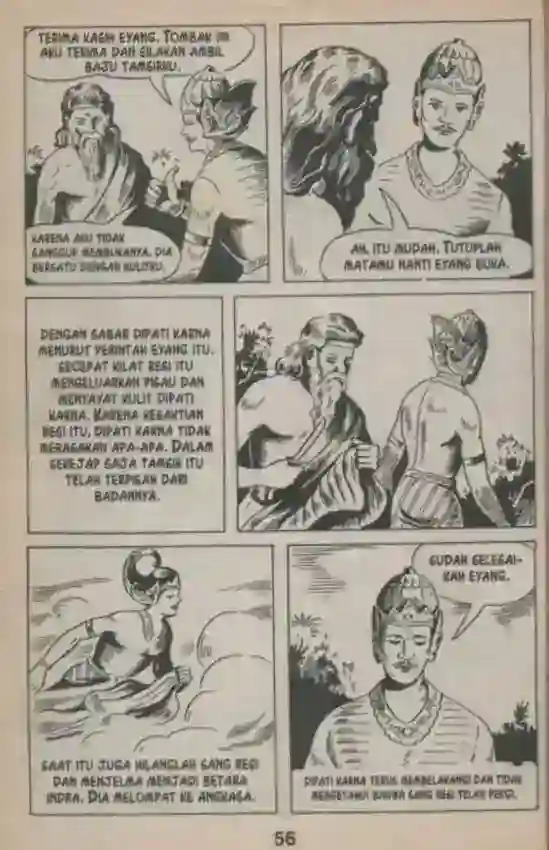 TERIMA KASIH EYANG. TOMBAK INI
AKU TERIMA DAN SILAKAN AMBIL
BAJU TAMSIRKU.
KARENA AKU TIDAK
SANGGUP MEMBUKANYA. DIA
BERSATU DENGAN KULITKU.
AH, ITU MUDAH. TUTUPLAH
MATAMU NANTI EYANG BUKA.
DENGAN SABAR DIPATI KARNA
MENURUT PERINTAH EYANG ITU.
SECEPAT KILAT RESI ITU
MENGELUARKAN PISAU DAN
MENYAYAT KULIT DIPATI
KARNA. KARENA KESAKTIAN
RESI ITU, DIPATI KARNA TIDAK
MERASAKAN APA-APA. DALAM
SEKEJAP SAJA TAMSIR ITU
TELAH TERPISAH DARI
BADANNYA.
SAAT ITU JUGA HILANGLAH SANG RESI
DAN MENJELMA MENJADI BETARA
INDRA. DIA MELOMPAT KE ANGKASA.
SUDAH SELESAI-
KAH EYANG.
DIPATI KARNA TERUS MEMBELAKANGI DAN TIDAK
MENGETAHUI BAHWA SANG RESI TELAH PERGI.
56